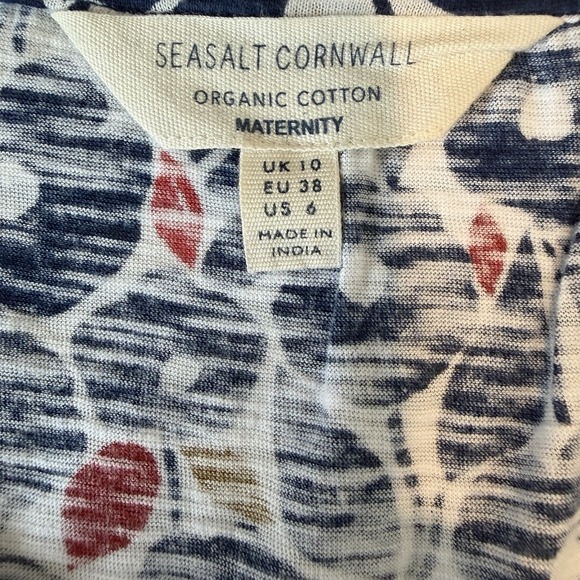 SEASALT CORNWALL
ORGANIC COTTON
MATERNITY
UK 10
EU 38
US 6
MADE IN
INDIA